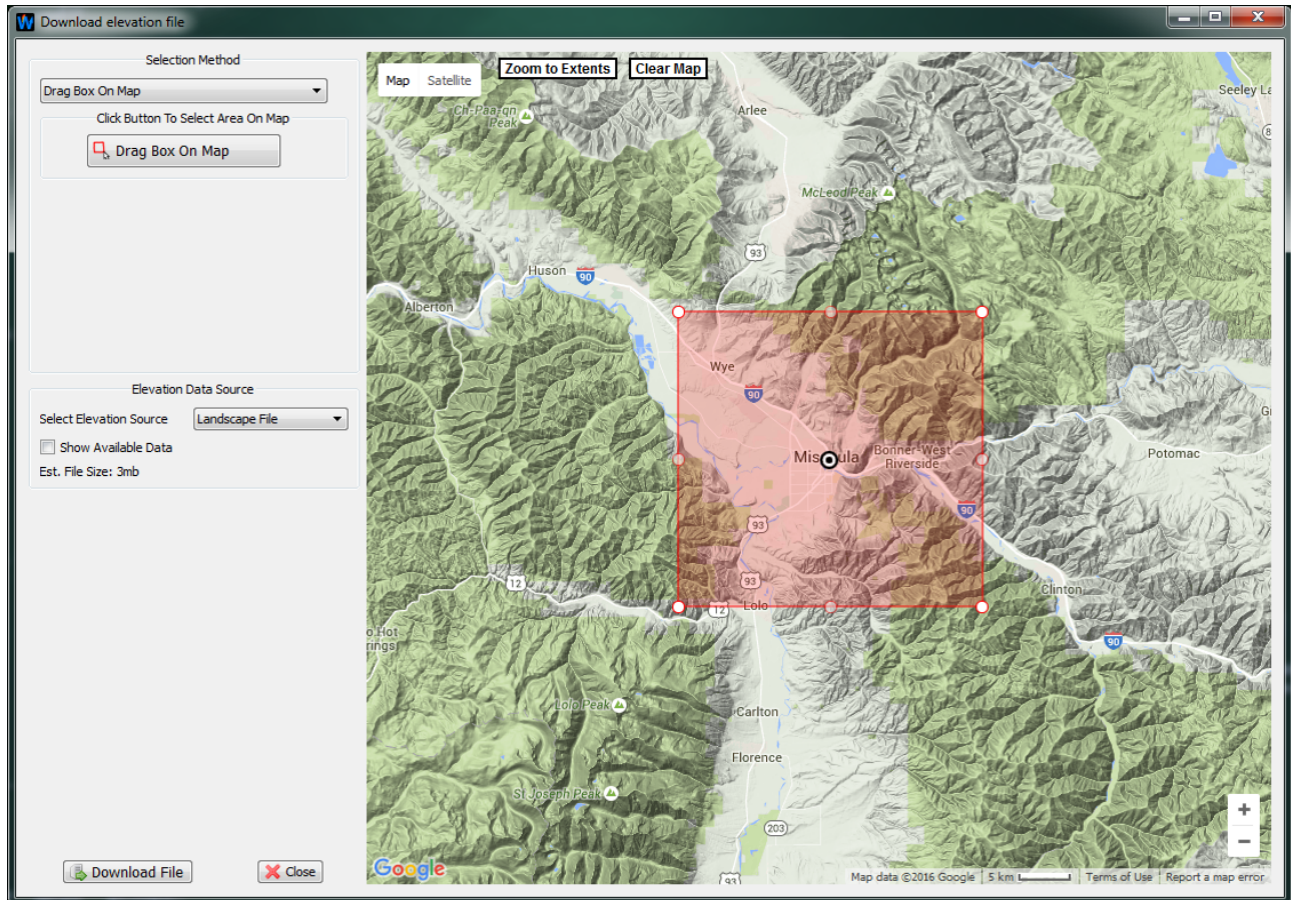 Download elevation file
Selection Method
Drag Box On Map
Click Button To Select Area On Map
Drag Box On Map
Elevation Data Source
Select Elevation Source Landscape File
Show Available Data
Est. File Size: 3mb
Download File Close
Map Satellite Zoom to Extents Clear Map
Seeley La
Ch-Paa-qn
Peak
Arlee
8
McLeod Peak
93
Huson 90
Alberton
Wye
90
Potomac
Bonner-West
Riverside
90
93
12
93
Clinton
12 Lolo
o Hot
rings
90
Lolo Peak
Carlton
Florence
St Joseph Peak
203
93
Google
Map data ©2016 Google 5 km Terms of Use Report a map error